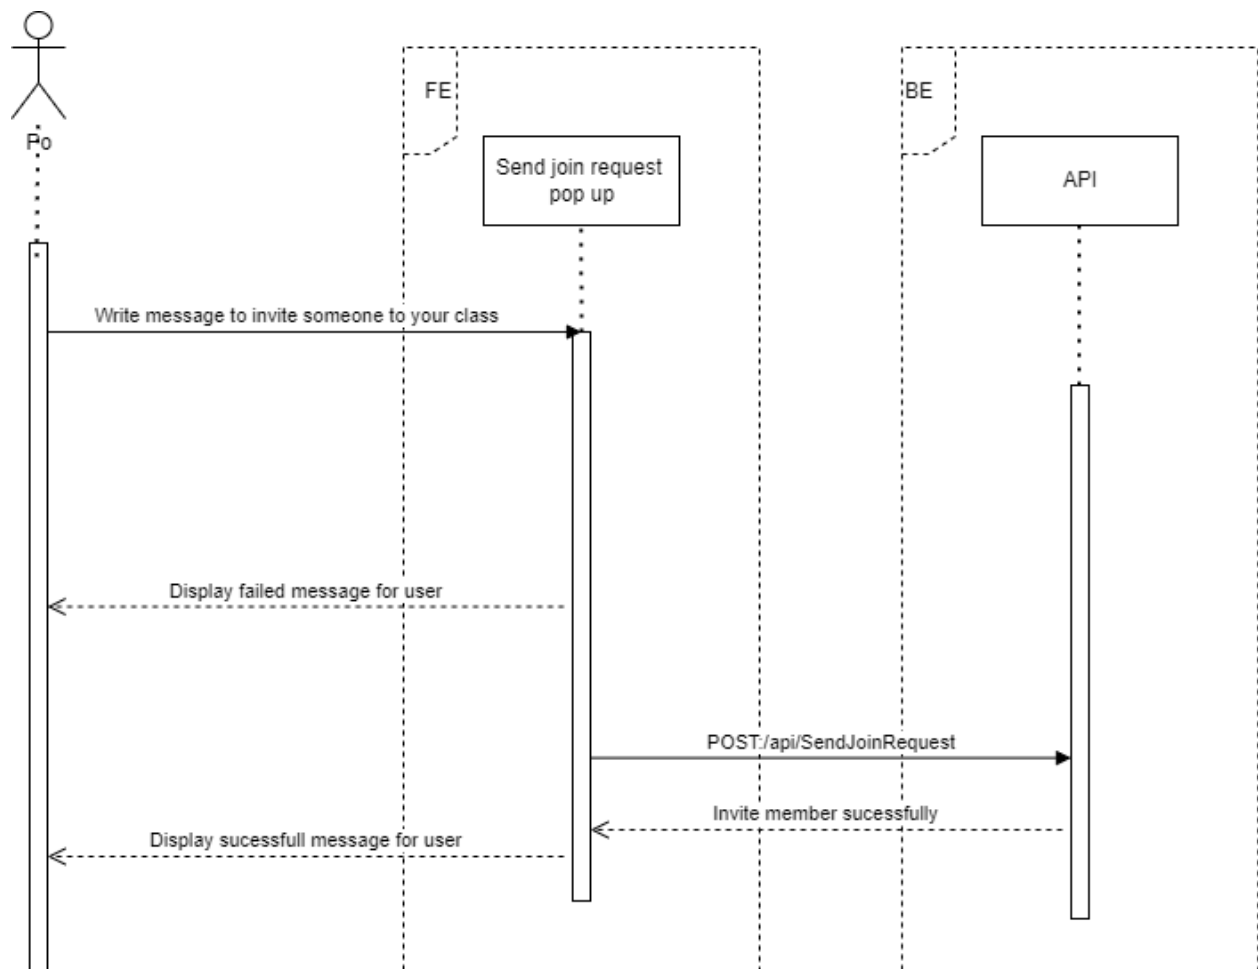 Po
FE
BE
Send join request
pop up
API
Write message to invite someone to your class
Display failed message for user
POST:/api/SendJoinRequest
Invite member sucessfully
Display sucessfull message for user